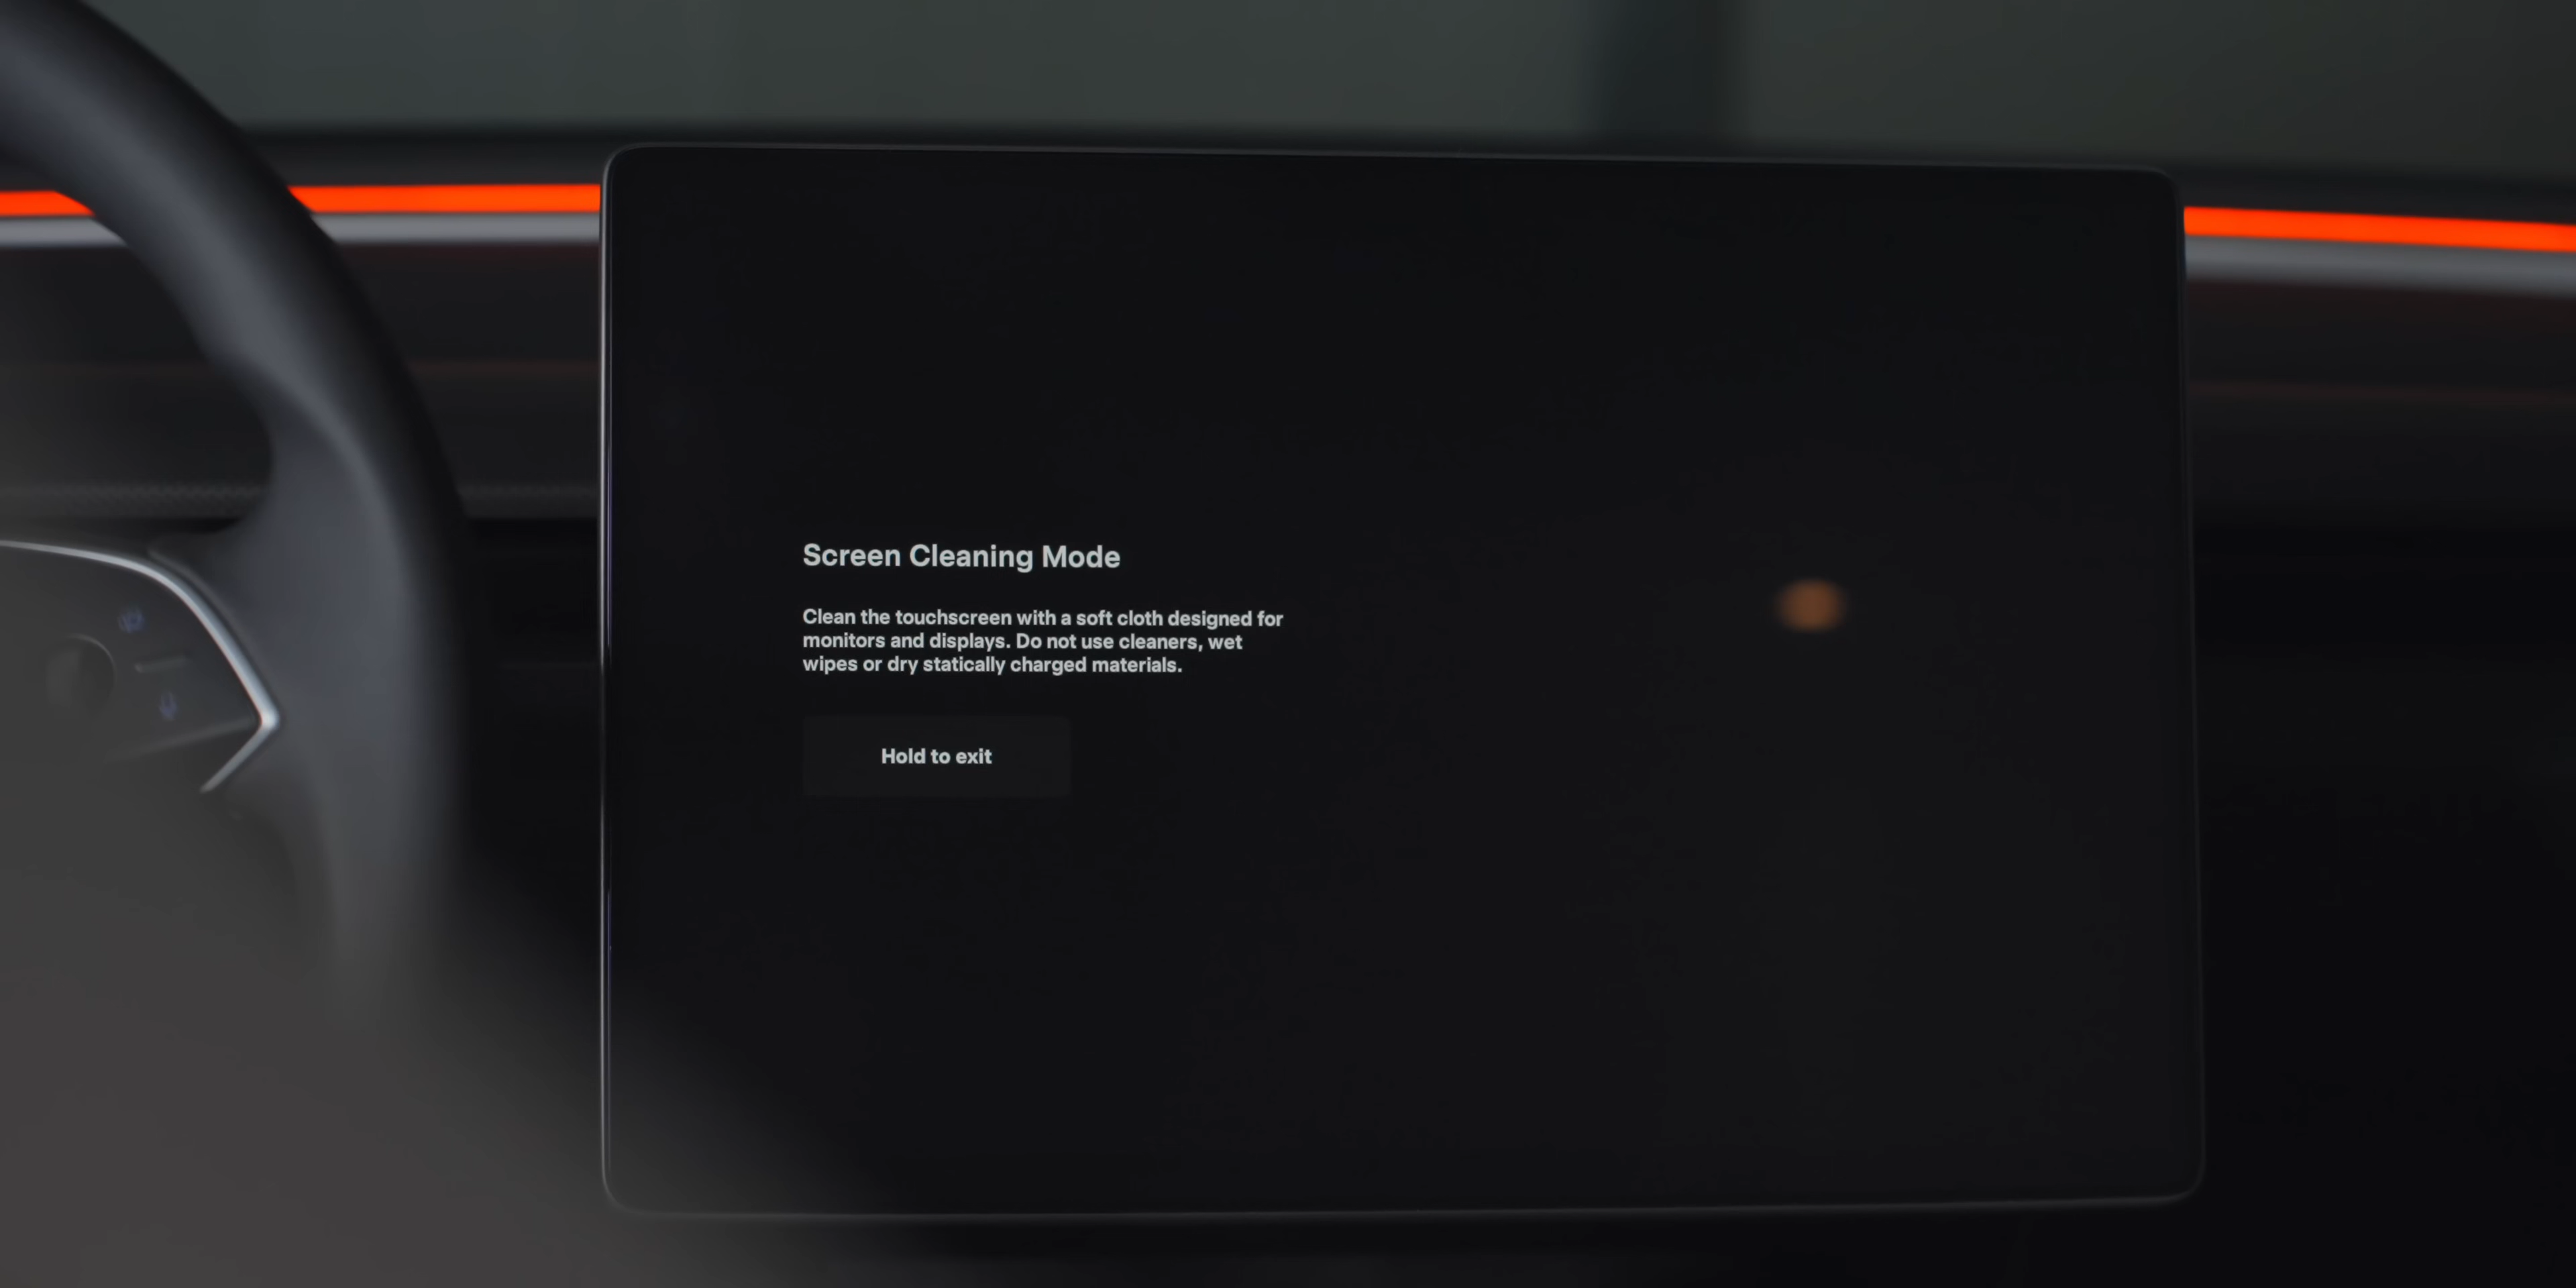 Screen Cleaning Mode
Clean the touchscreen with a soft cloth designed for
monitors and displays. Do not use cleaners, wet
wipes or dry statically charged materials.
Hold to exit